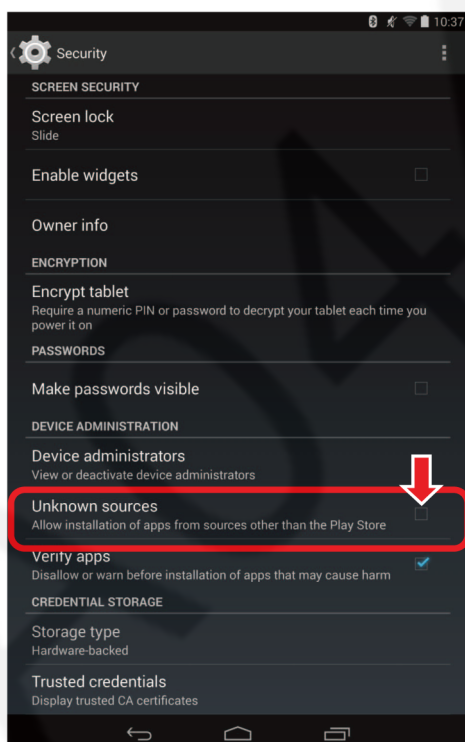 10:37
Security
SCREEN SECURITY
Screen lock
Slide
Enable widgets
Owner info
ENCRYPTION
Encrypt tablet
Require a numeric PIN or password to decrypt your tablet each time you
power it on
PASSWORDS
Make passwords visible
DEVICE ADMINISTRATION
Device administrators
View or deactivate device administrators
Unknown sources
Allow installation of apps from sources other than the Play Store
Verify apps
Disallow or warn before installation of apps that may cause harm
CREDENTIAL STORAGE
Storage type
Hardware-backed
Trusted credentials
Display trusted CA certificates